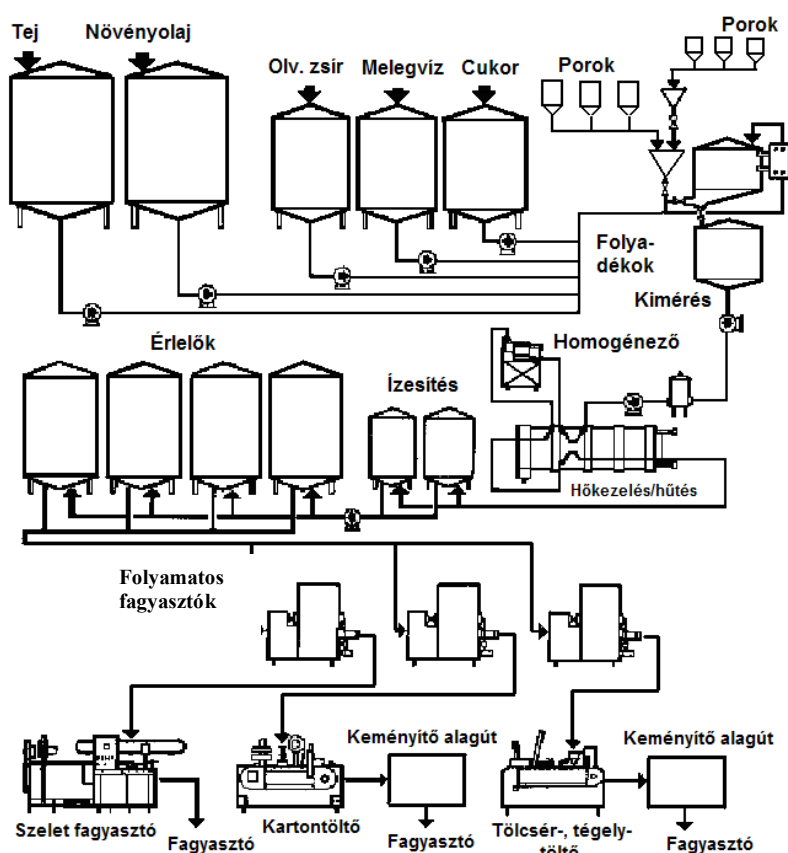 Tej
Növényolaj
Olv. zsír
Melegvíz
Cukor
Porok
Porok
Folya-
dékok
Kimérés
Érlelők
Ízesítés
Homogénező
Hőkezelés/hűtés
Folyamatos
fagyasztók
Szelet fagyasztó
Fagyasztó
Keményítő alagút
Kartontöltő
Fagyasztó
Keményítő alagút
Tölcsér-, tégely-
töltő
Fagyasztó